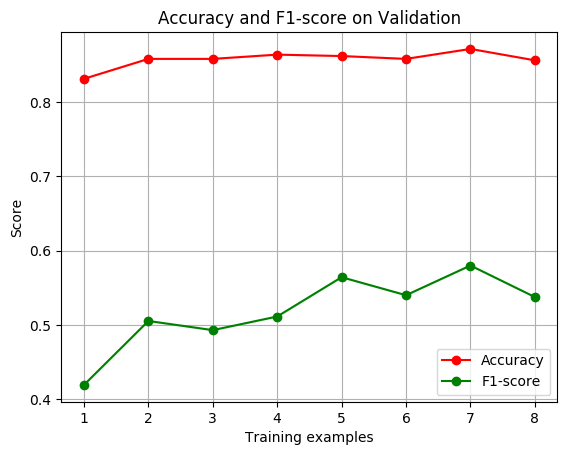 Accuracy and F1-score on Validation
Score
0.8
0.7
0.6
0.5
0.4
Accuracy
F1-score
1 2 3 4 5 6 7 8
Training examples